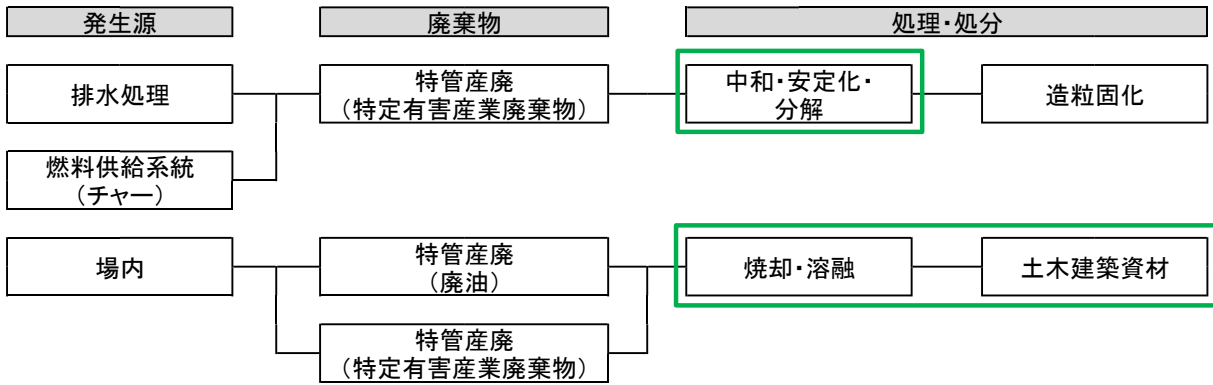 発生源
廃棄物
処理・処分
排水処理
特管産廃
(特定有害産業廃棄物)
中和・安定化・
分解
造粒固化
燃料供給系統
(チャー)
場内
特管産廃
(廃油)
焼却・溶融
土木建築資材
特管産廃
(特定有害産業廃棄物)